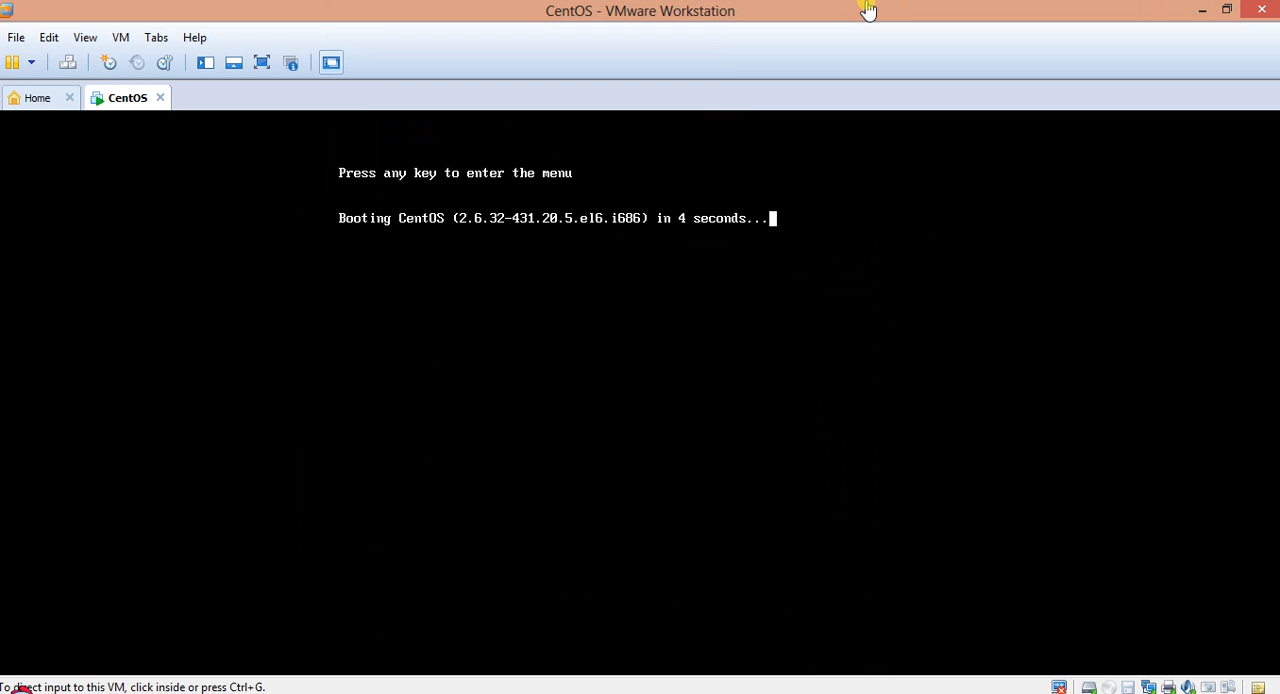 CentOS - VMware Workstation
File Edit View VM Tabs Help
Home CentOS
Press any key to enter the menu
Booting CentOS (2.6.32-431.20.5.el6.i686) in 4 seconds...
To direct input to this VM, click inside or press Ctrl+G.